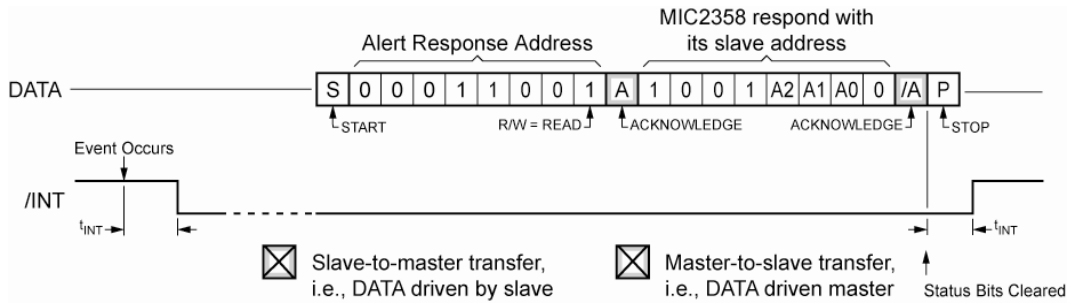 Alert Response Address
MIC2358 respond with
its slave address
DATA
S 0 0 0 1 1 0 0 1 A 1 0 0 1 A2 A1 A0 0 /A P
START
R/W = READ
ACKNOWLEDGE
ACKNOWLEDGE
STOP
Event Occurs
/INT
tINT
tINT
Slave-to-master transfer,
i.e., DATA driven by slave
Master-to-slave transfer,
i.e., DATA driven master
Status Bits Cleared